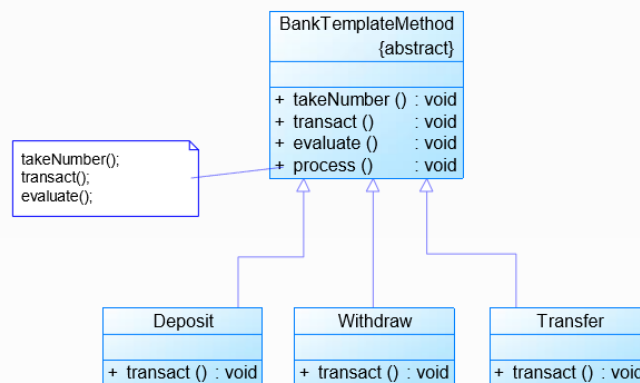 BankTemplateMethod
{abstract}
+ takeNumber () : void
+ transact () : void
+ evaluate () : void
+ process () : void
takeNumber();
transact();
evaluate();
Deposit
Withdraw
Transfer
+ transact () : void
+ transact () : void
+ transact () : voic